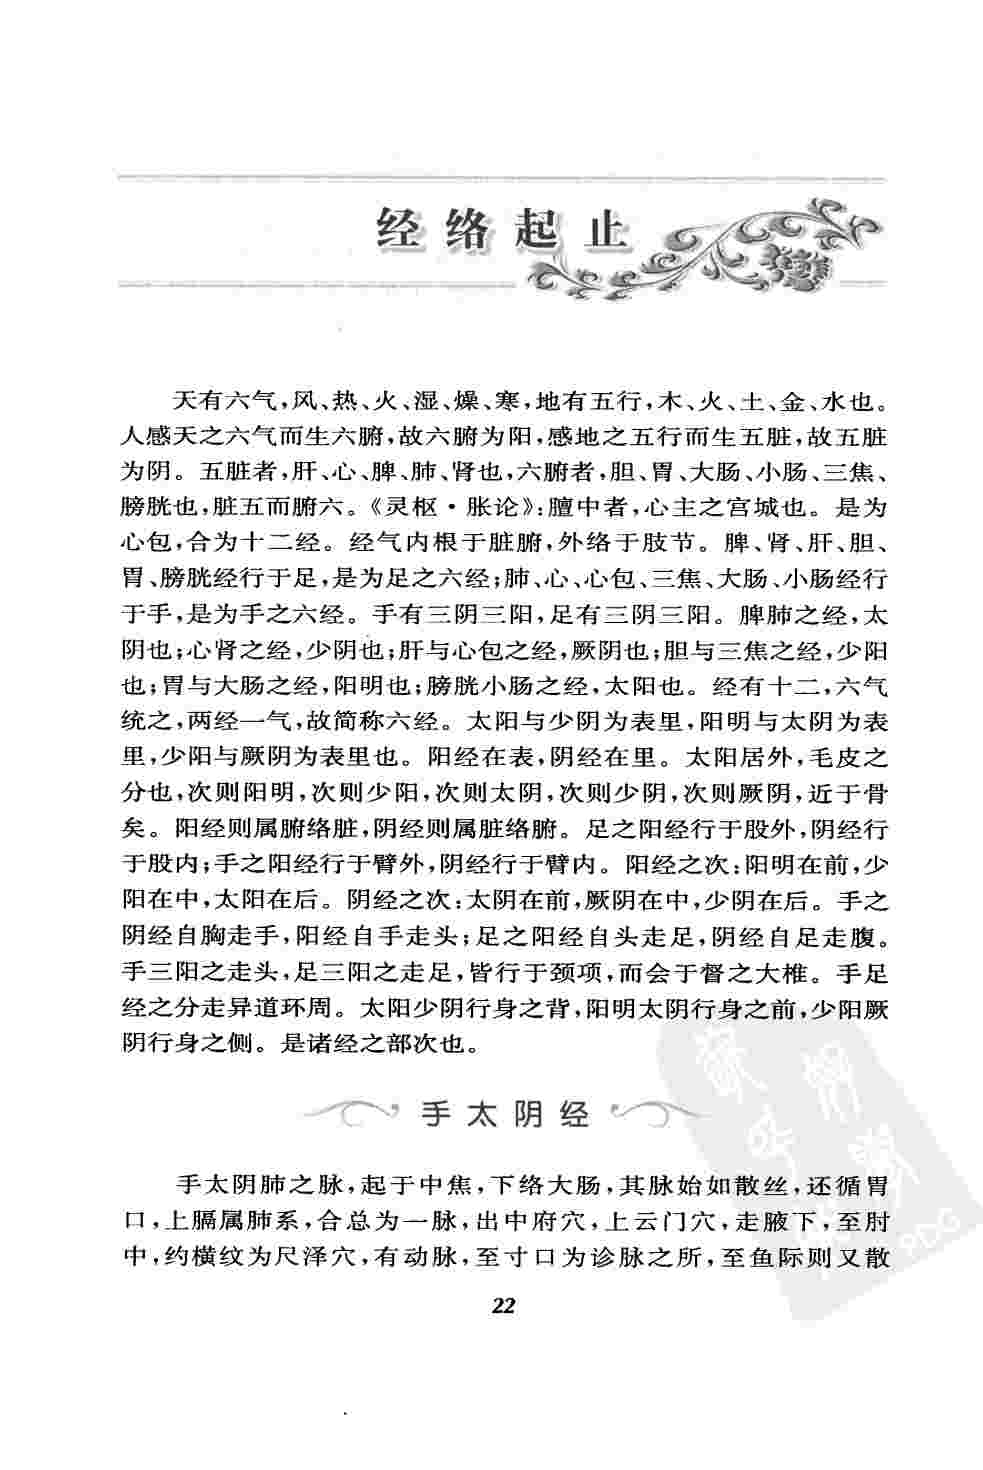 经络起止
天有六气，风、热、火、湿、燥、寒，地有五行，木、火、土、金、水也。
人感天之六气而生六腑，故六腑为阳，感地之五行而生五脏，故五脏
为阴。五脏者，肝、心、脾、肺、肾也，六腑者，胆、胃、大肠、小肠、三焦、
膀胱也，脏五而腑六。《灵枢·胀论》：膻中者，心主之宫城也。是为
心包，合为十二经。经气内根于脏腑，外络于肢节。脾、肾、肝、胆、
胃、膀胱经行于足，是为足之六经；肺、心、心包、三焦、大肠、小肠经行
于手，是为手之六经。手有三阴三阳，足有三阴三阳。脾肺之经，太
阴也；心肾之经，少阴也；肝与心包之经，厥阴也；胆与三焦之经，少阳
也；胃与大肠之经，阳明也；膀胱小肠之经，太阳也。经有十二，六气
统之，两经一气，故简称六经。太阳与少阴为表里，阳明与太阴为表
里，少阳与厥阴为表里也。阳经在表，阴经在里。太阳居外，毛皮之
分也，次则阳明，次则少阳，次则太阴，次则少阴，次则厥阴，近于骨
矣。阳经则属腑络脏，阴经则属脏络腑。足之阳经行于股外，阴经行
于股内；手之阳经行于臂外，阴经行于臂内。阳经之次：阳明在前，少
阳在中，太阳在后。阴经之次：太阴在前，厥阴在中，少阴在后。手之
阴经自胸走手，阳经自手走头；足之阳经自头走足，阴经自足走腹。
手三阳之走头，足三阳之走足，皆行于颈项，而会于督之大椎。手足
经之分走异道环周。太阳少阴行身之背，阳明太阴行身之前，少阳厥
阴行身之侧。是诸经之部次也。
手太阴经
手太阴肺之脉，起于中焦，下络大肠，其脉始如散丝，还循胃
口，上膈属肺系，合总为一脉，出中府穴，上云门穴，走腋下，至肘
中，约横纹为尺泽穴，有动脉，至寸口为诊脉之所，至鱼际则又散
22
PDG